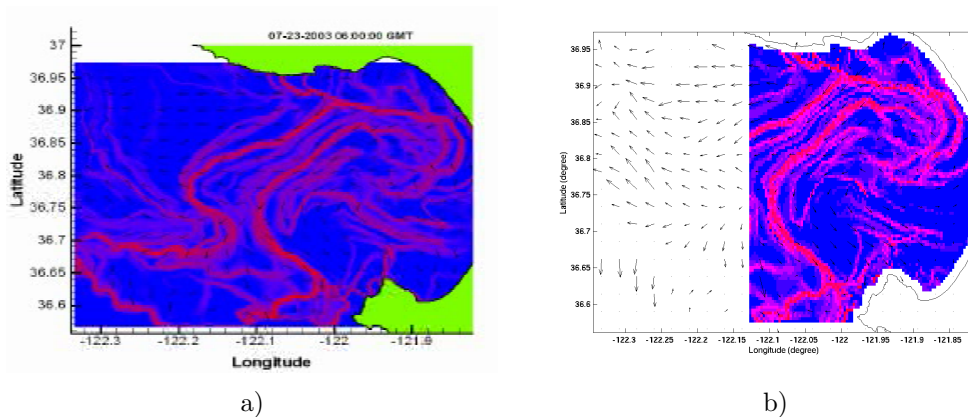 07-23-2003 06:00:00 GMT
37
36.95
36.9
36.85
36.8
36.75
36.7
36.65
36.6
Latitude
-122.3 -122.2 -122.1 -122 -121.9
Longitude
a)
36.95
36.9
36.85
36.8
36.75
36.7
36.65
36.6
Latitude (degree)
-122.3 -122.25 -122.2 -122.15 -122.1 -122.05 -122 -121.95 -121.9 -121.85
Longitude (degree)
b)